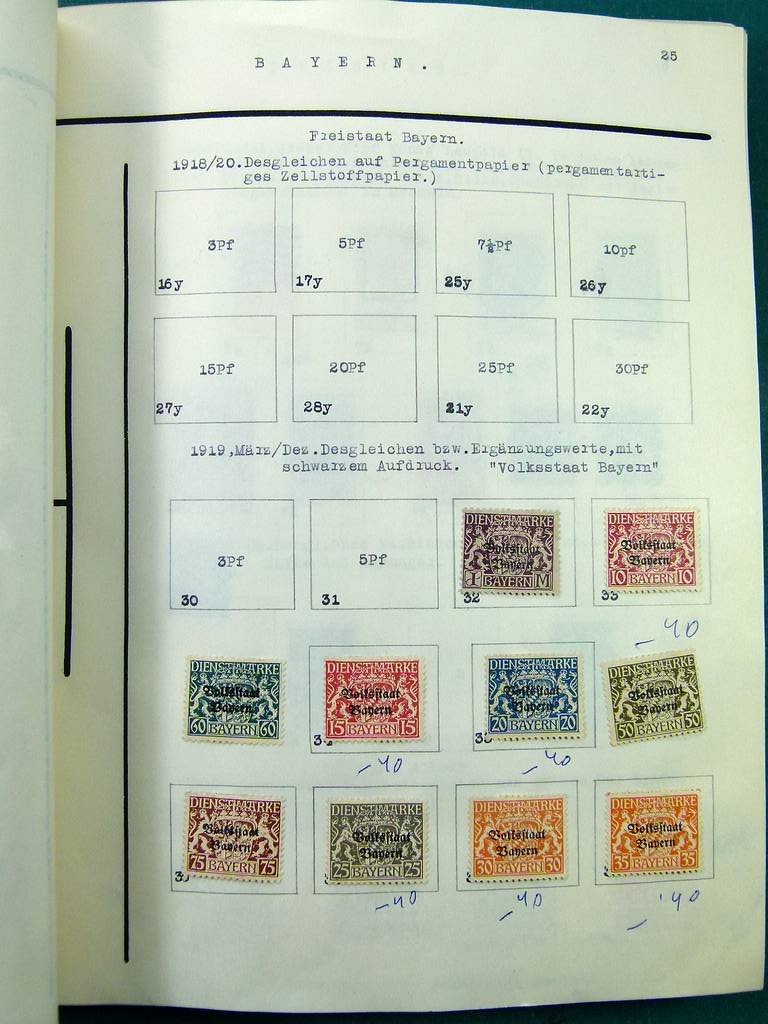 BAYERN.
25
Freistaat Bayern.
1918/20.Desgleichen auf Pergamentpapier (pergamentarti-
ges Zellstoffpapier.)
3Pf 5Pf 7½Pf 10pf
16y 17y 25y 26y
15Pf 20Pf 25Pf 30Pf
27y 28y 21y 22y
1919,März/Dez.Desgleichen bzw.Ergänzungswerte,mit
schwarzem Aufdruck. "Volksstaat Bayern"
3Pf 5Pf
30 31 32 33
DIENSTMARKE
Volksstaat
Bayern
1 BAYERN M
DIENSTMARKE
Volksstaat
Bayern
10 BAYERN 10
-40
DIENSTMARKE
Volksstaat
Bayern
60 BAYERN 60
DIENSTMARKE
Volksstaat
Bayern
15 BAYERN 15
-40
DIENSTMARKE
Volksstaat
Bayern
20 BAYERN 20
-40
DIENSTMARKE
Volksstaat
Bayern
50 BAYERN 50
DIENSTMARKE
Volksstaat
Bayern
75 BAYERN 75
DIENSTMARKE
Volksstaat
Bayern
25 BAYERN 25
-40
DIENSTMARKE
Volksstaat
Bayern
30 BAYERN 30
-40
DIENSTMARKE
Volksstaat
Bayern
35 BAYERN 35
-'40